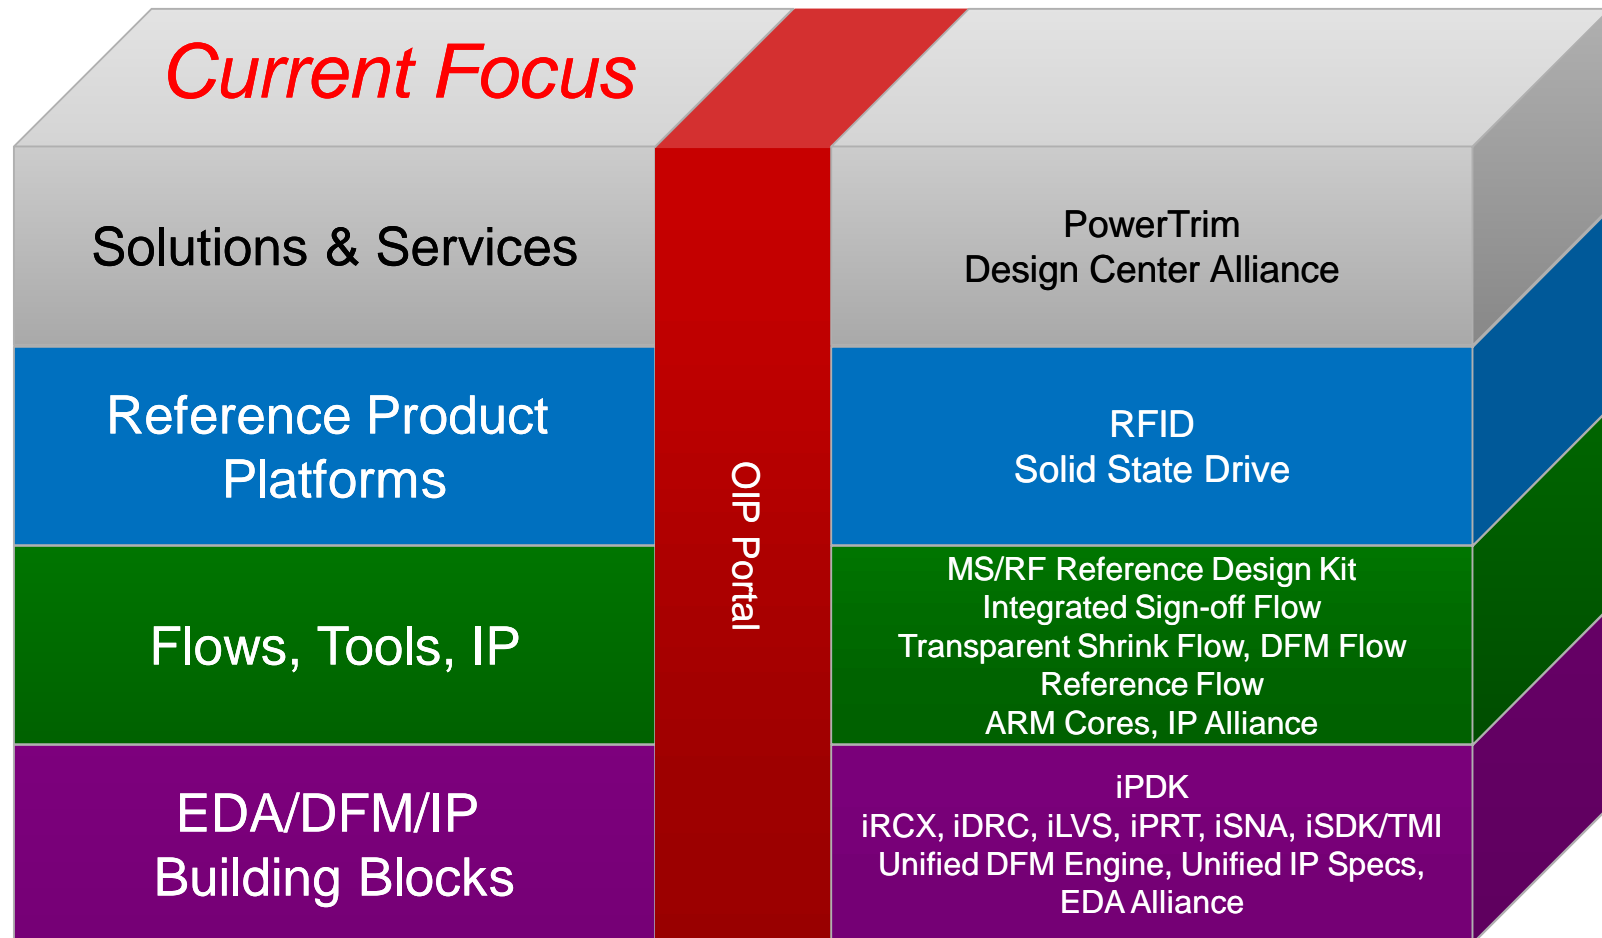 Current Focus
Solutions & Services
PowerTrim
Design Center Alliance
Reference Product
Platforms
RFID
Solid State Drive
OIP Portal
Flows, Tools, IP
MS/RF Reference Design Kit
Integrated Sign-off Flow
Transparent Shrink Flow, DFM Flow
Reference Flow
ARM Cores, IP Alliance
EDA/DFM/IP
Building Blocks
iPDK
iRCX, iDRC, iLVS, iPRT, iSNA, iSDK/TMI
Unified DFM Engine, Unified IP Specs,
EDA Alliance